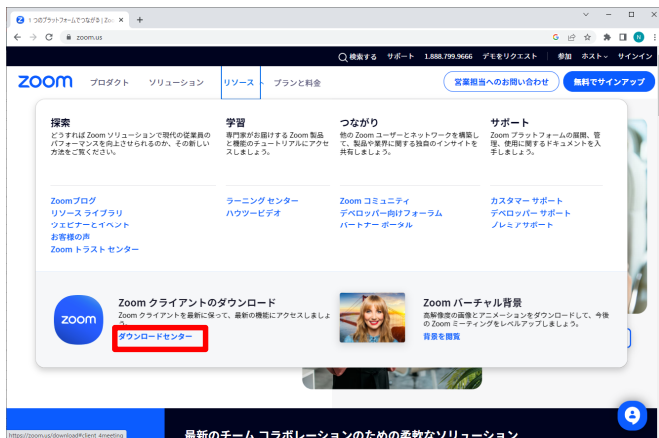 1 つのプラットフォームでつながる | Zoo
zoom.us
検索する サポート 1.888.799.9666 デモをリクエスト 参加 ホスト サインイン
zoom プロダクト ソリューション リソース プランと料金 営業担当へのお問い合わせ 無料でサインアップ
探索
どうすれば Zoom ソリューションで現代の従業員の
パフォーマンスを向上させられるのか、その新しい
方法をご覧ください。
学習
専門家がお届けする Zoom 製品
と機能のチュートリアルにアクセ
スしましょう。
つながり
他の Zoom ユーザーとネットワークを構築し
て、製品や業界に関する独自のインサイトを
共有しましょう。
サポート
Zoom プラットフォームの展開、管
理、使用に関するドキュメントを入
手しましょう。
Zoomブログ
リソース ライブラリ
ウェビナーとイベント
お客様の声
Zoom トラスト センター
ラーニング センター
ハウツービデオ
Zoom コミュニティ
デベロッパー向けフォーラム
パートナー ポータル
カスタマー サポート
デベロッパー サポート
プレミアサポート
zoom
Zoom クライアントのダウンロード
Zoom クライアントを最新に保って、最新の機能にアクセスしましょ
う。
ダウンロードセンター
Zoom バーチャル背景
高解像度の画像とアニメーションをダウンロードして、今後
の Zoom ミーティングをレベルアップしましょう。
背景を閲覧
最新のチーム コラボレーションのための柔軟なソリューション
https://zoom.us/download#client_4meeting